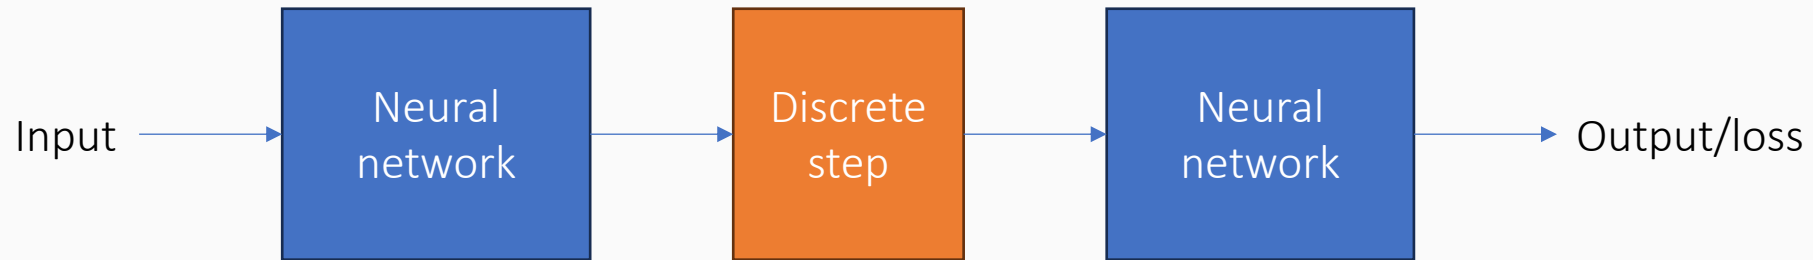 Input
Neural
network
Discrete
step
Neural
network
Output/loss